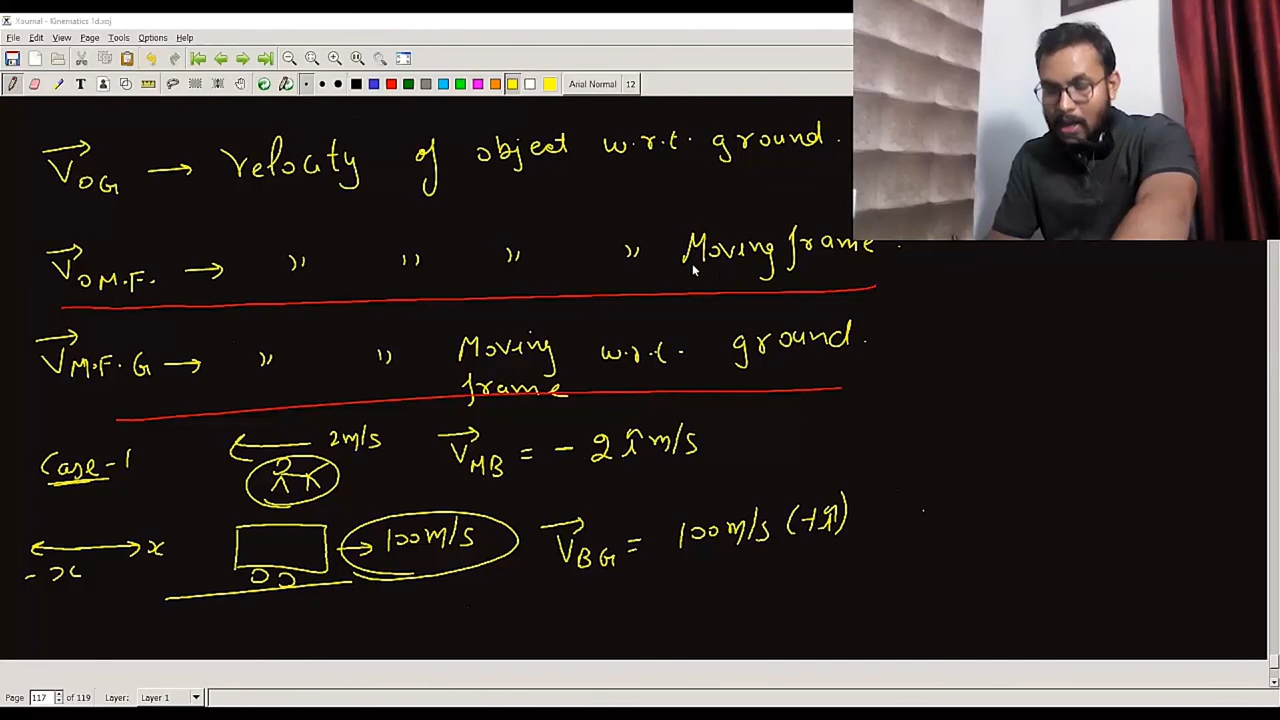 Xournal - Kinematics 1d.xoj
File Edit View Page Tools Options Help
Arial Normal 12
V⃗OG → Velocity of object w.r.t. ground.
V⃗OM.F. → " " " " Moving frame.
V⃗M.F.G → " " Moving w.r.t. ground.
frame
Case-1 2m/s V⃗MB = - 2 î m/s
x 100m/s V⃗BG = 100m/s (+î)
-x
Page 117 of 119 Layer: Layer 1